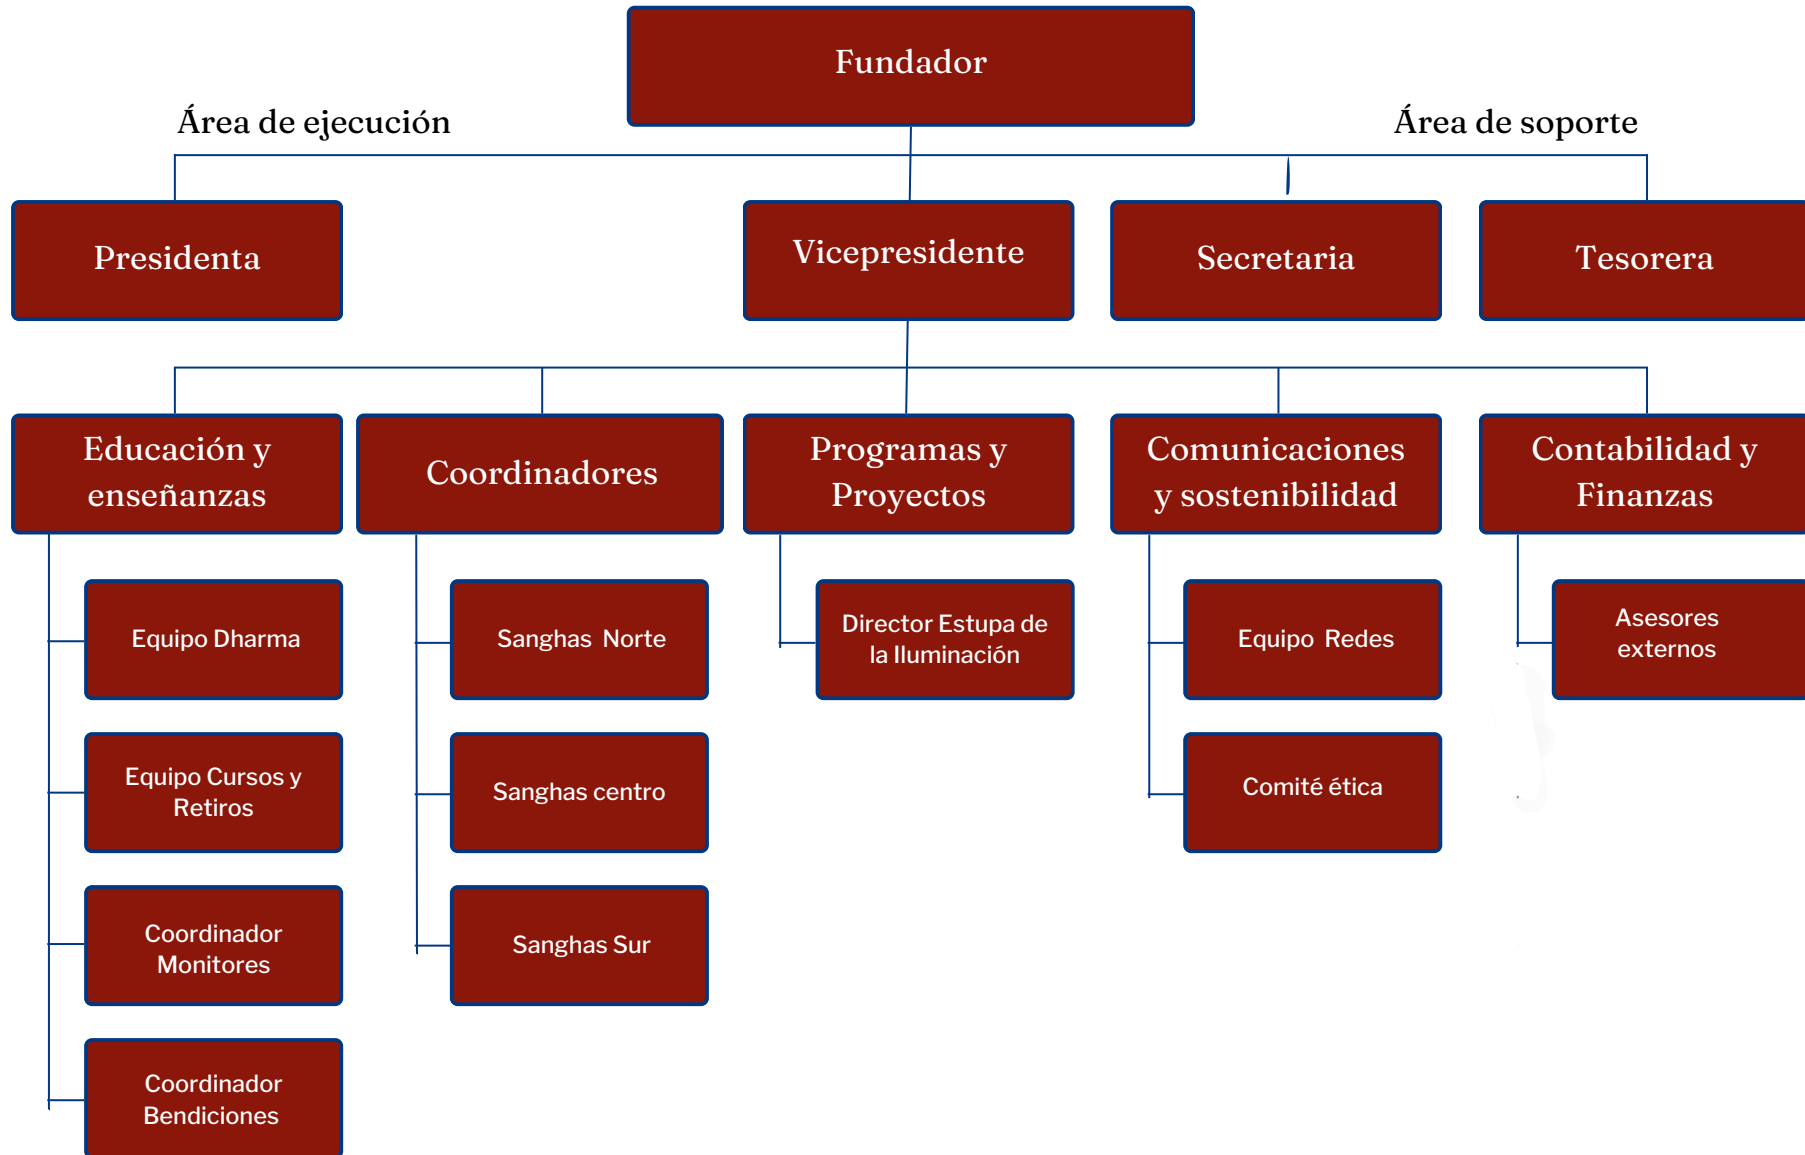 Fundador
Área de ejecución
Área de soporte
Presidenta
Vicepresidente
Secretaria
Tesorera
Educación y
enseñanzas
Coordinadores
Programas y
Proyectos
Comunicaciones
y sostenibilidad
Contabilidad y
Finanzas
Equipo Dharma
Sanghas Norte
Director Estupa de
la Iluminación
Equipo Redes
Asesores
externos
Equipo Cursos y
Retiros
Sanghas centro
Comité ética
Coordinador
Monitores
Sanghas Sur
Coordinador
Bendiciones